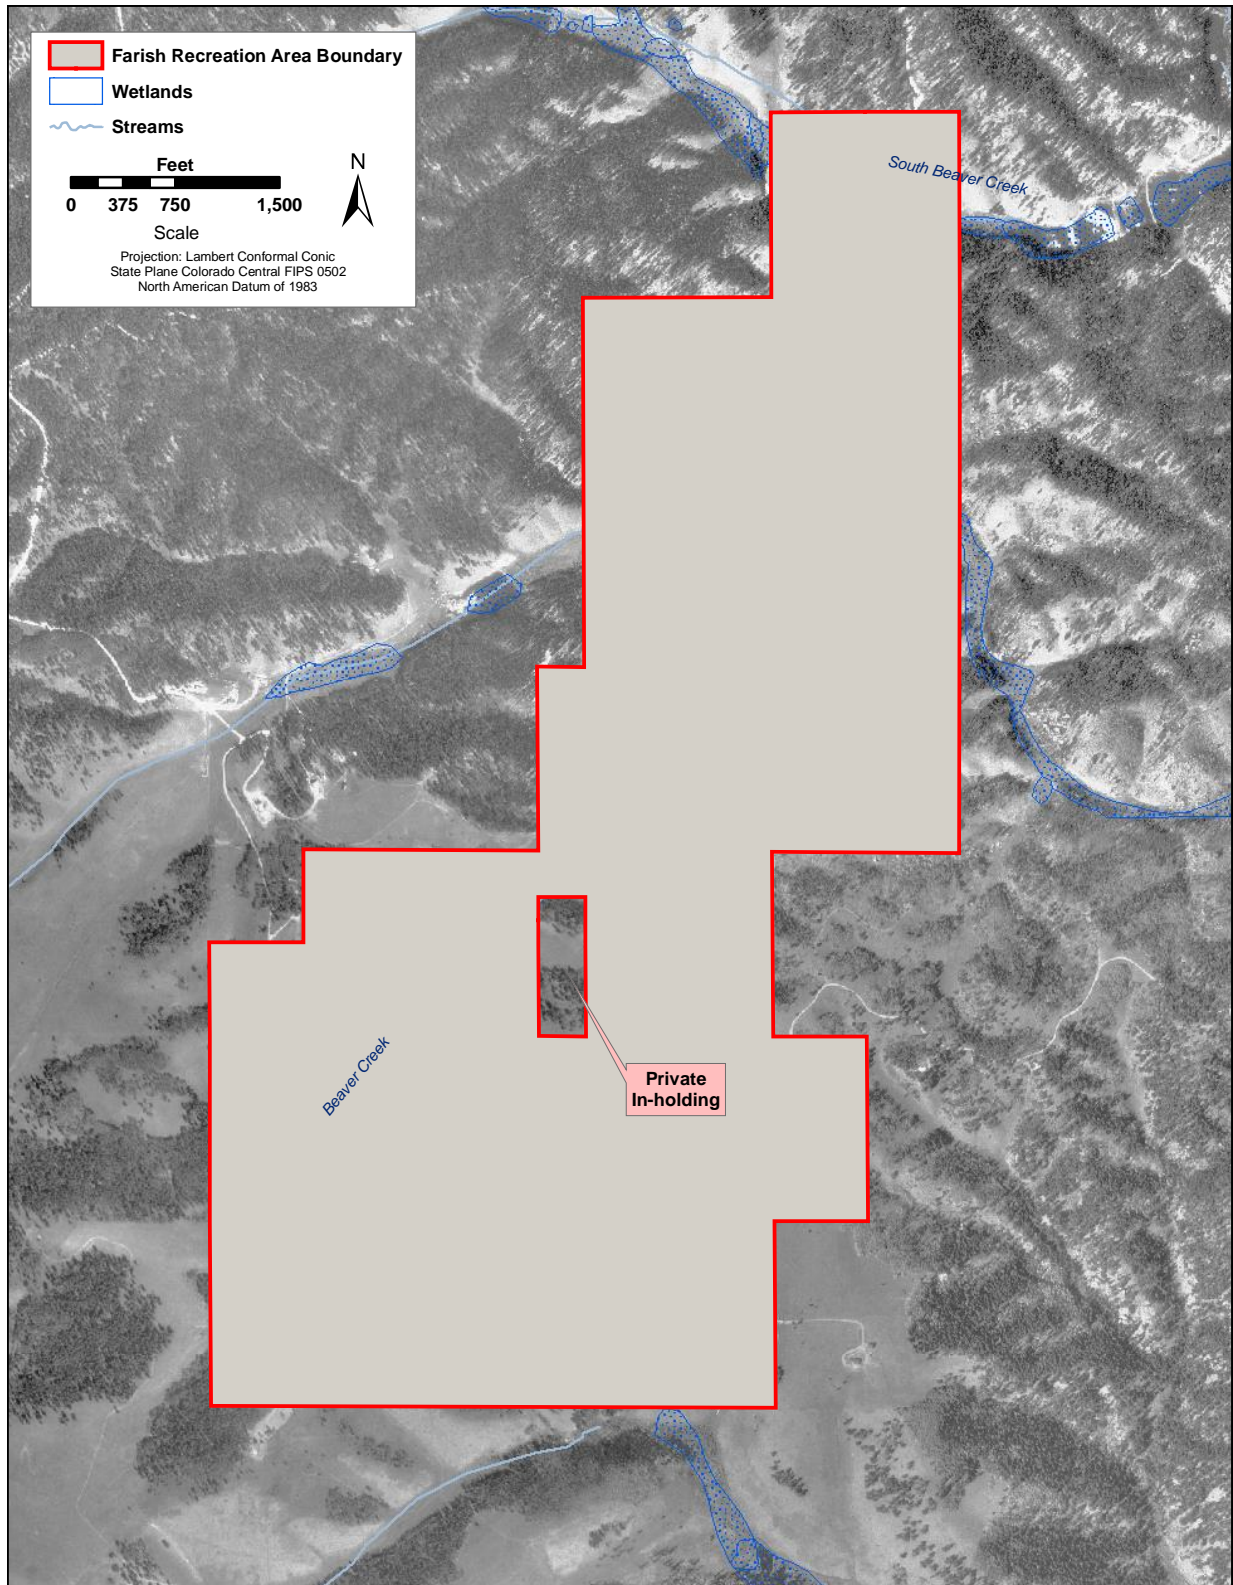 Farish Recreation Area Boundary
Wetlands
Streams
Feet
N
0 375 750 1,500
Scale
Projection: Lambert Conformal Conic
State Plane Colorado Central FIPS 0502
North American Datum of 1983
South Beaver Creek
Beaver Creek
Private
In-holding